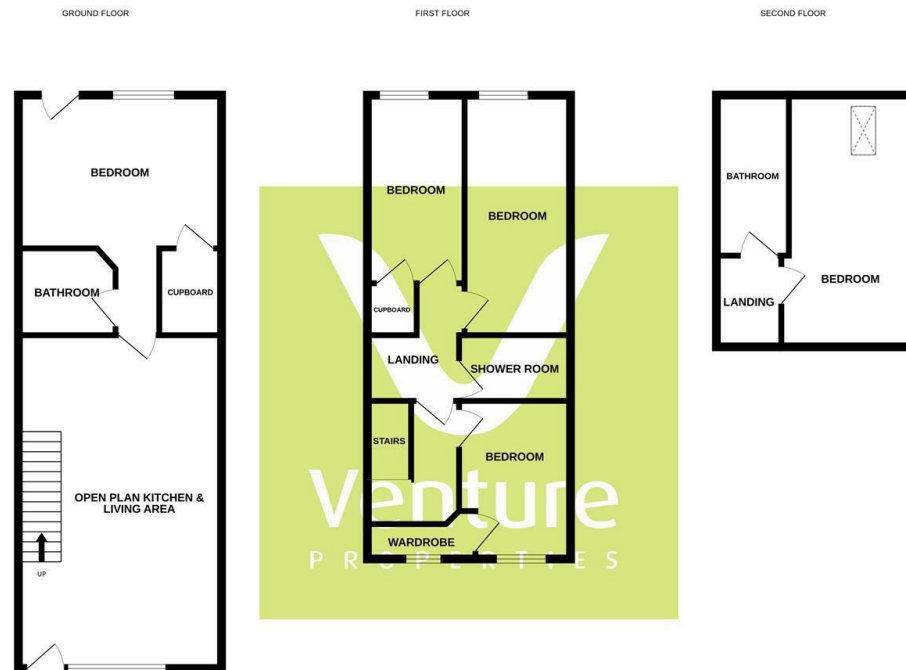 GROUND FLOOR
FIRST FLOOR
SECOND FLOOR
BEDROOM
BATHROOM
CUPBOARD
OPEN PLAN KITCHEN &
LIVING AREA
UP
BEDROOM
BEDROOM
CUPBOARD
LANDING
SHOWER ROOM
STAIRS
BEDROOM
WARDROBE
Venture
PROPERTIES
BATHROOM
LANDING
BEDROOM